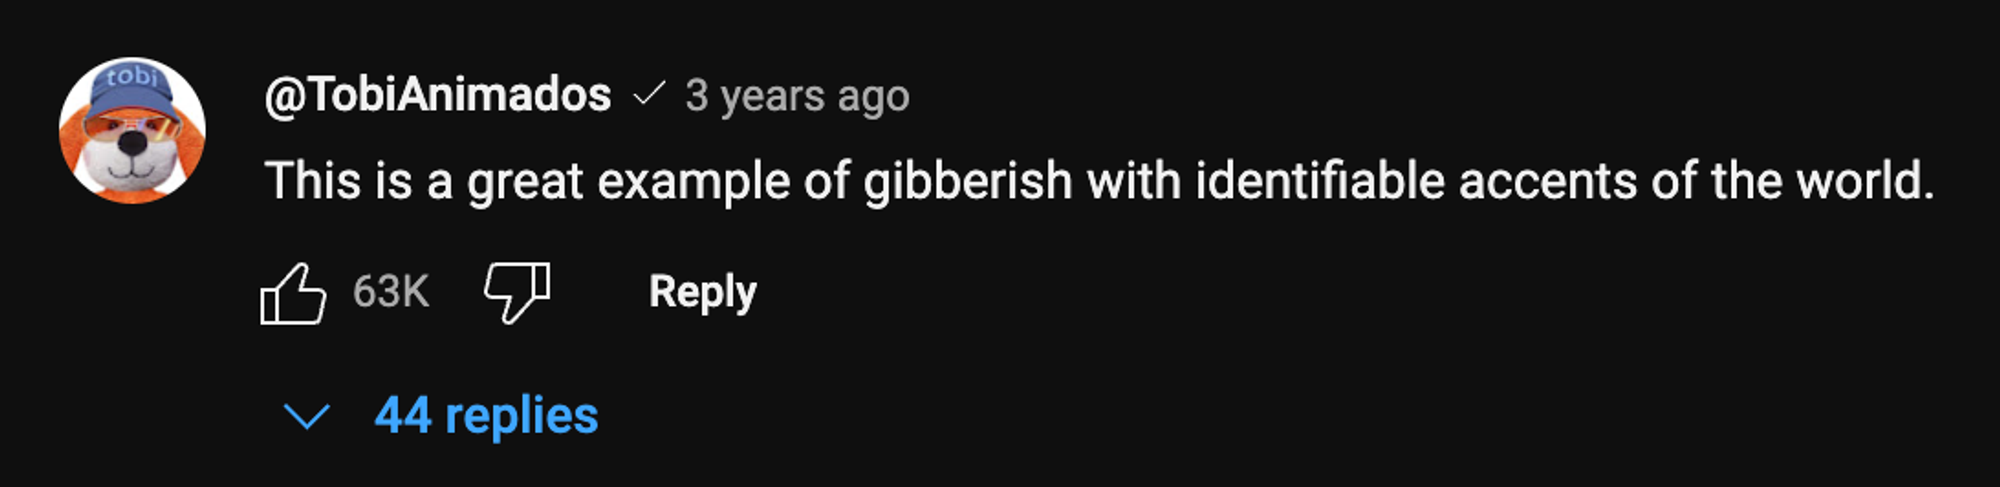 tobi
@TobiAnimados 3 years ago
This is a great example of gibberish with identifiable accents of the world.
63K Reply
44 replies